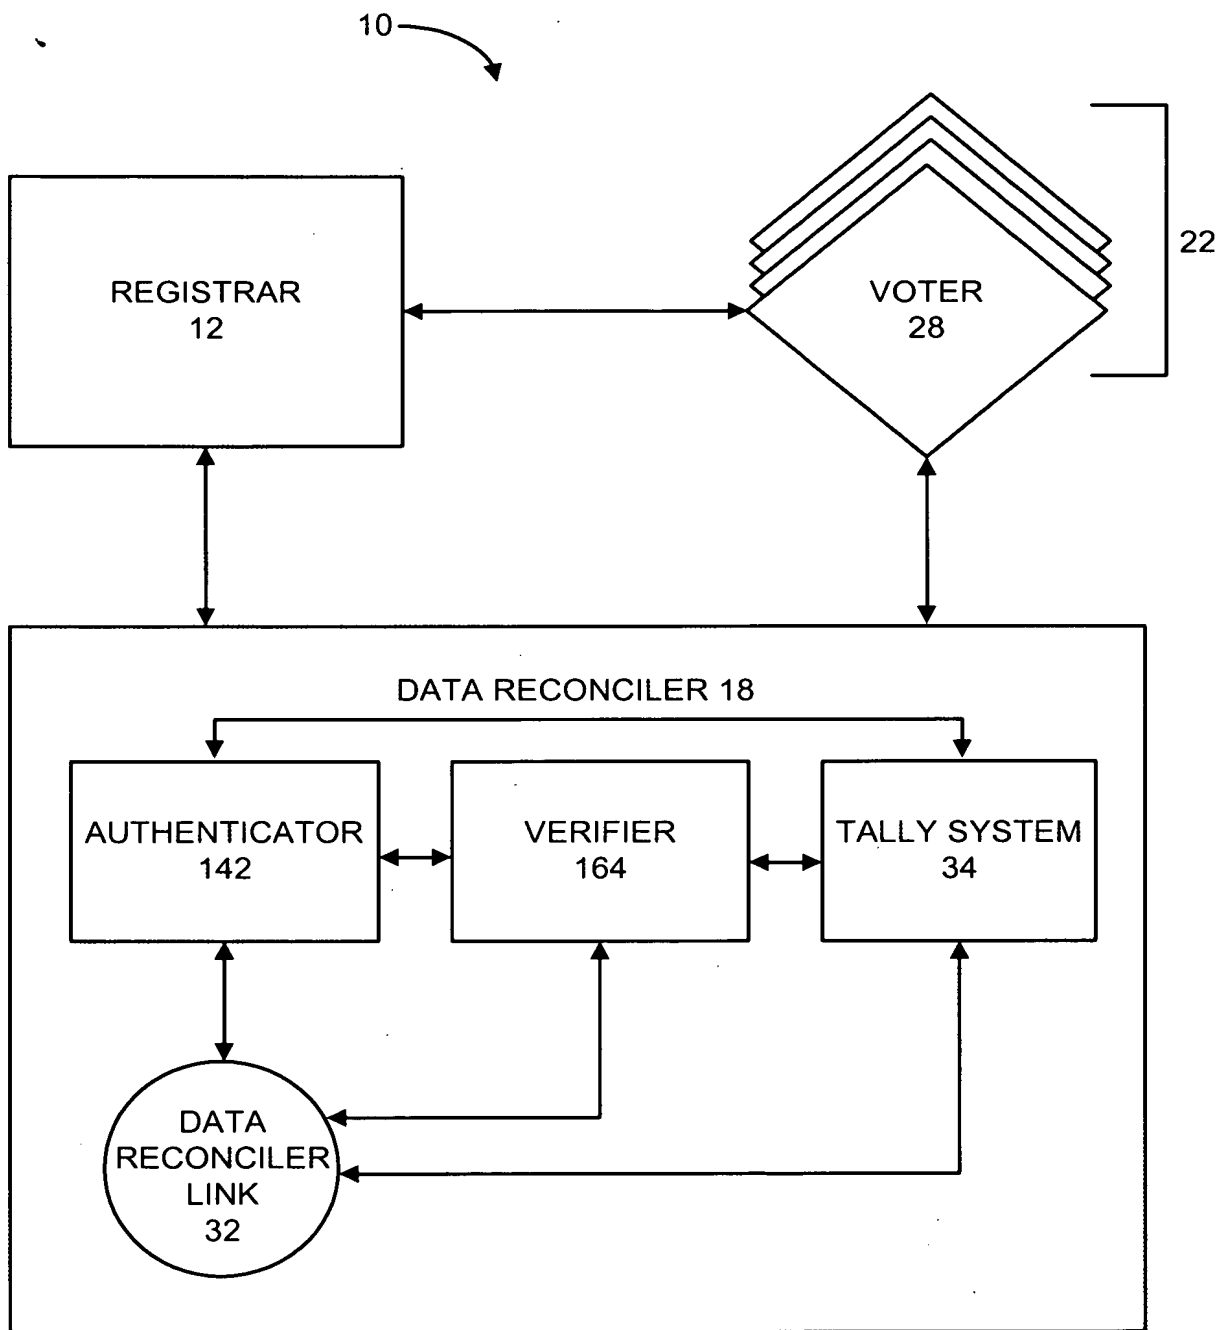 10
22
REGISTRAR
12
VOTER
28
DATA RECONCILER 18
AUTHENTICATOR
142
VERIFIER
164
TALLY SYSTEM
34
DATA
RECONCILER
LINK
32